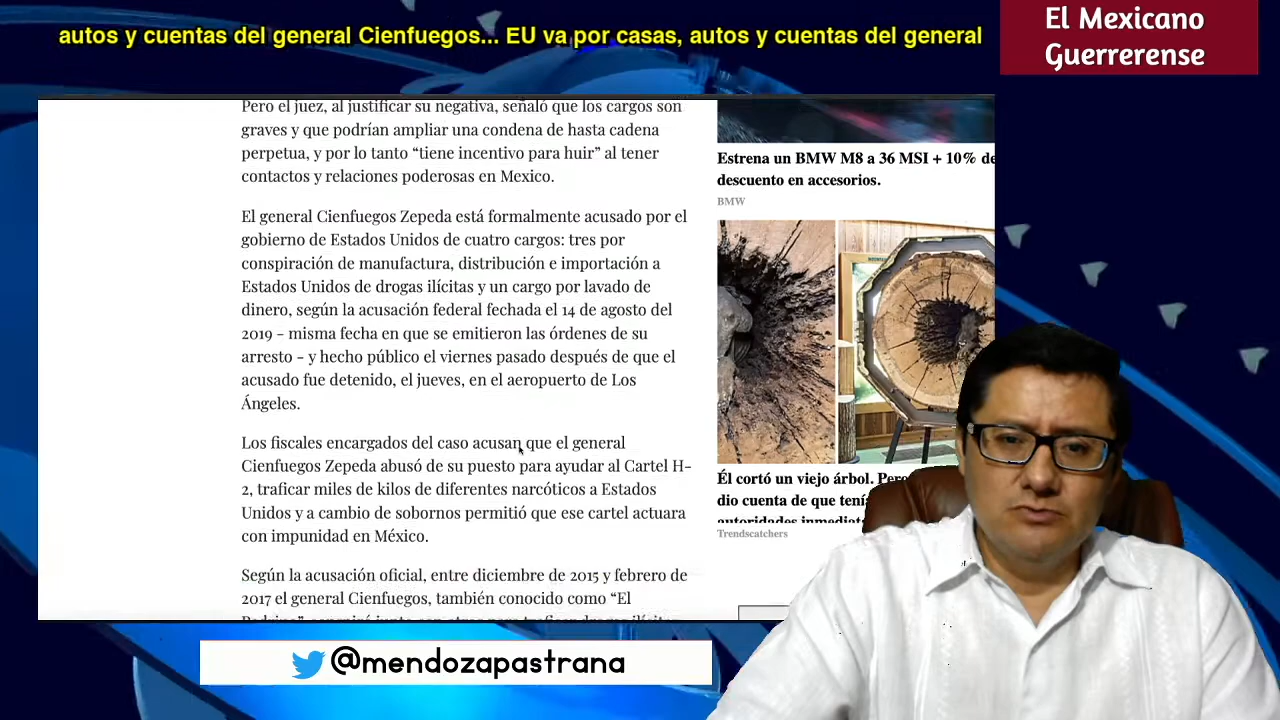 autos y cuentas del general Cienfuegos... EU va por casas, autos y cuentas del general
El Mexicano
Guerrerense
Pero el juez, al justificar su negativa, señaló que los cargos son
graves y que podrían ampliar una condena de hasta cadena
perpetua, y por lo tanto “tiene incentivo para huir” al tener
contactos y relaciones poderosas en Mexico.
El general Cienfuegos Zepeda está formalmente acusado por el
gobierno de Estados Unidos de cuatro cargos: tres por
conspiración de manufactura, distribución e importación a
Estados Unidos de drogas ilícitas y un cargo por lavado de
dinero, según la acusación federal fechada el 14 de agosto del
2019 – misma fecha en que se emitieron las órdenes de su
arresto – y hecho público el viernes pasado después de que el
acusado fue detenido, el jueves, en el aeropuerto de Los
Ángeles.
Los fiscales encargados del caso acusan que el general
Cienfuegos Zepeda abusó de su puesto para ayudar al Cartel H-
2, traficar miles de kilos de diferentes narcóticos a Estados
Unidos y a cambio de sobornos permitió que ese cartel actuara
con impunidad en México.
Según la acusación oficial, entre diciembre de 2015 y febrero de
2017 el general Cienfuegos, también conocido como “El
Estrena un BMW M8 a 36 MSI + 10% de
descuento en accesorios.
BMW
Él cortó un viejo árbol.
dio cuenta de que
autoridades
Trendscatchers
@mendozapastrana